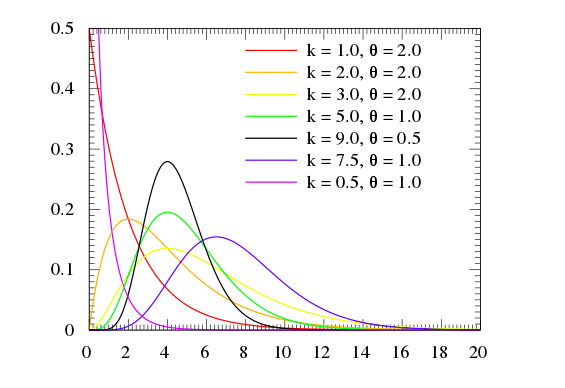 0.5
k = 1.0, θ = 2.0
k = 2.0, θ = 2.0
0.4
k = 3.0, θ = 2.0
k = 5.0, θ = 1.0
k = 9.0, θ = 0.5
0.3
k = 7.5, θ = 1.0
k = 0.5, θ = 1.0
0.2
0.1
0
0 2 4 6 8 10 12 14 16 18 20